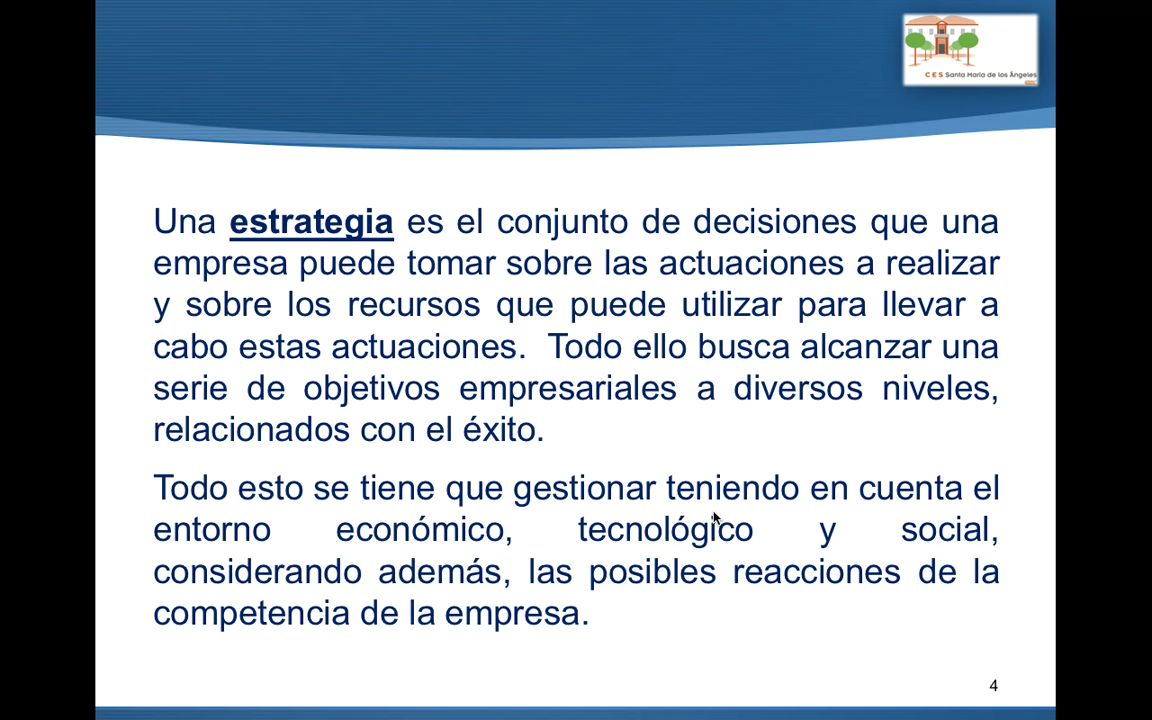 C E S Santa María de los Ángeles
Una estrategia es el conjunto de decisiones que una
empresa puede tomar sobre las actuaciones a realizar
y sobre los recursos que puede utilizar para llevar a
cabo estas actuaciones.  Todo ello busca alcanzar una
serie de objetivos empresariales a diversos niveles,
relacionados con el éxito.
Todo esto se tiene que gestionar teniendo en cuenta el
entorno económico, tecnológico y social,
considerando además, las posibles reacciones de la
competencia de la empresa.
4